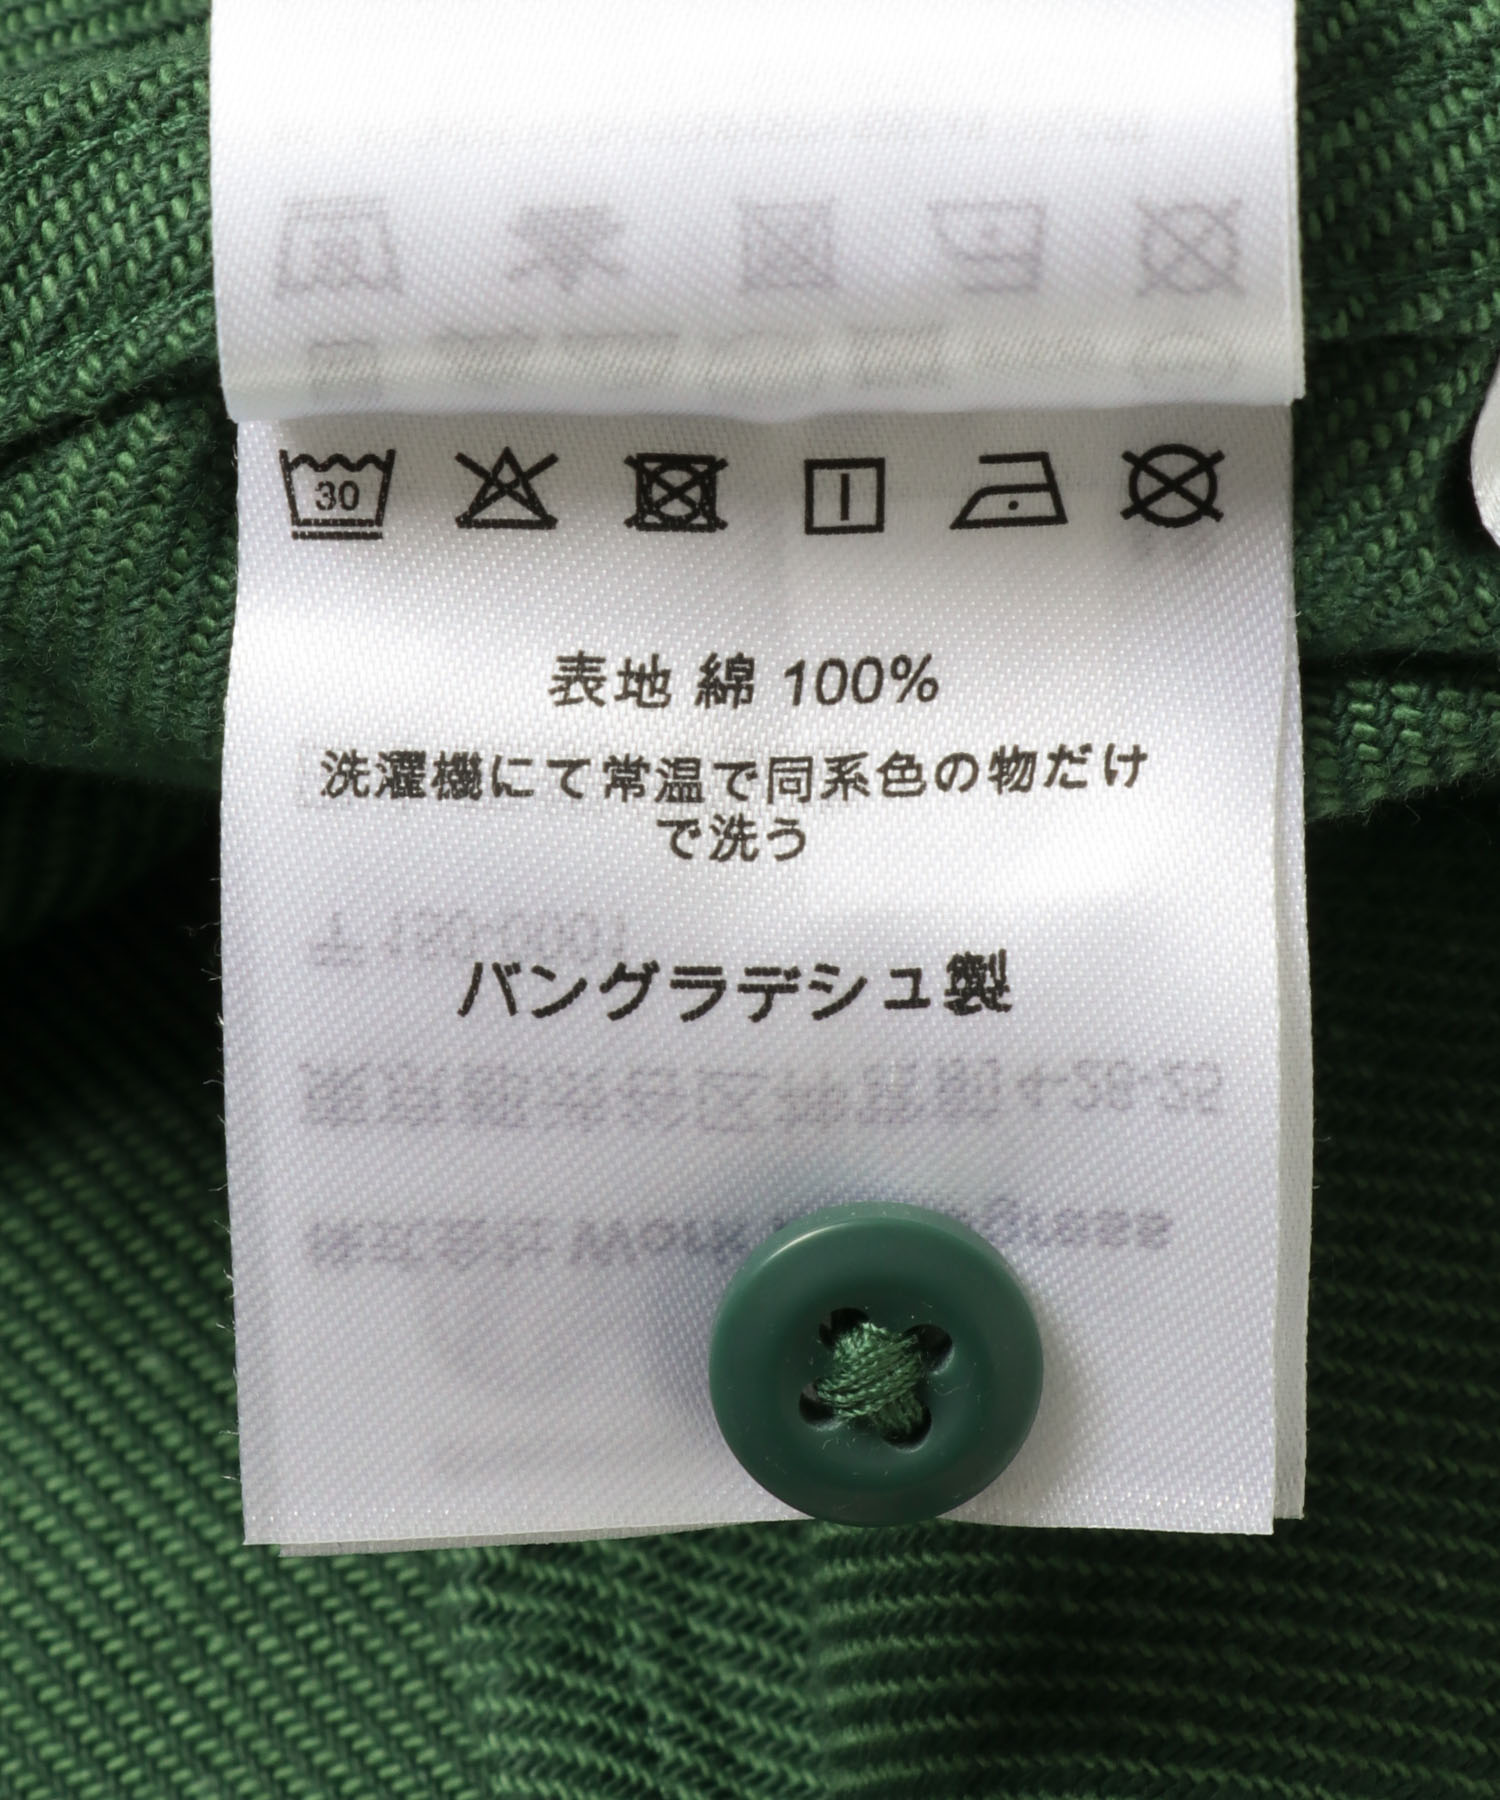 30
表地 綿 100%
洗濯機にて常温で同系色の物だけ
で洗う
バングラデシュ製